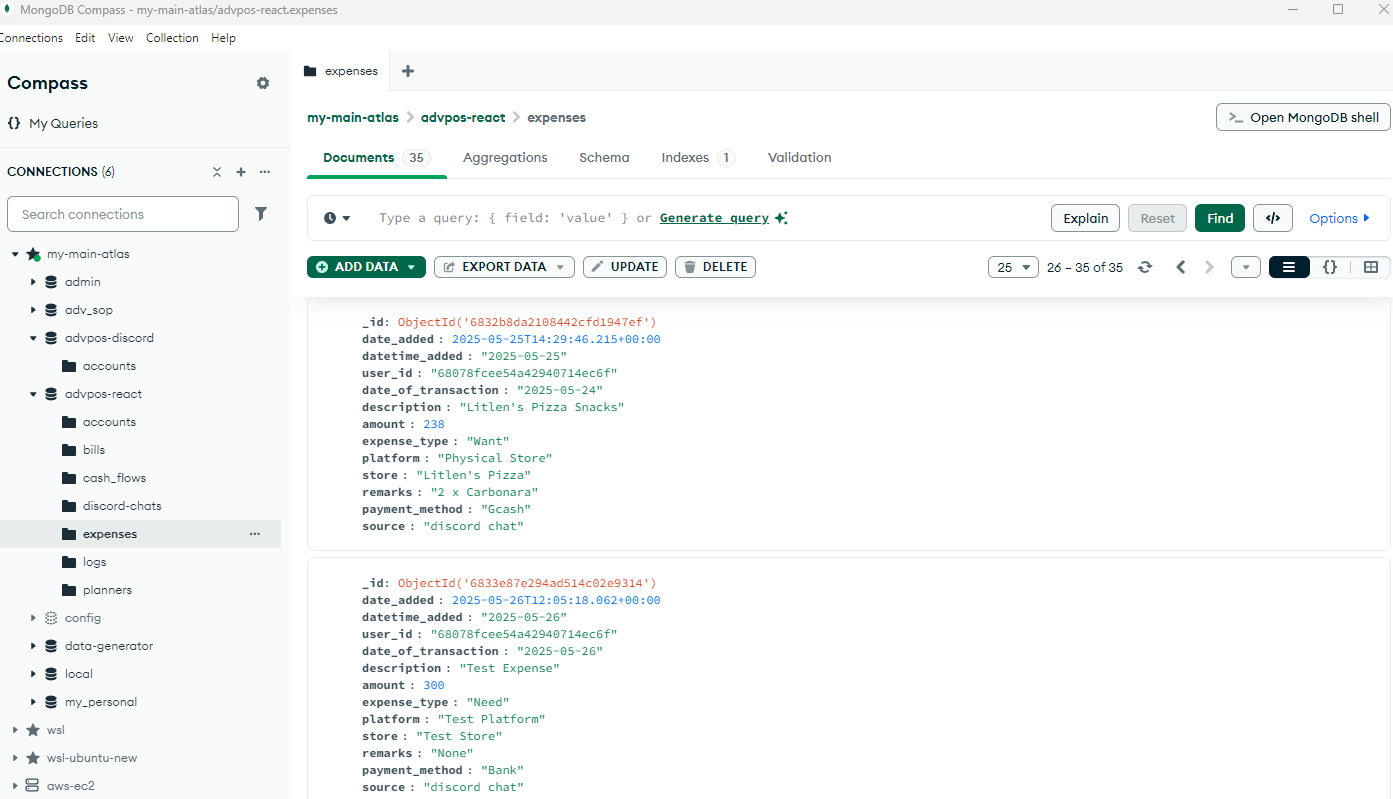 MongoDB Compass - my-main-atlas/advpos-react.expenses
Connections Edit View Collection Help
Compass
{} My Queries
CONNECTIONS (6)
Search connections
my-main-atlas
admin
adv_sop
advpos-discord
accounts
advpos-react
accounts
bills
cash_flows
discord-chats
expenses
logs
planners
config
data-generator
local
my_personal
wsl
wsl-ubuntu-new
aws-ec2
expenses
my-main-atlas > advpos-react > expenses
>_ Open MongoDB shell
Documents 35 Aggregations Schema Indexes 1 Validation
Type a query: { field: 'value' } or Generate query
Explain Reset Find </> Options
ADD DATA EXPORT DATA UPDATE DELETE
25 26 – 35 of 35 {}
_id: ObjectId('6832b8da2108442cfd1947ef')
date_added : 2025-05-25T14:29:46.215+00:00
datetime_added : "2025-05-25"
user_id : "68078fcee54a42940714ec6f"
date_of_transaction : "2025-05-24"
description : "Litlen's Pizza Snacks"
amount : 238
expense_type : "Want"
platform : "Physical Store"
store : "Litlen's Pizza"
remarks : "2 x Carbonara"
payment_method : "Gcash"
source : "discord chat"
_id: ObjectId('6833e87e294ad514c02e9314')
date_added : 2025-05-26T12:05:18.062+00:00
datetime_added : "2025-05-26"
user_id : "68078fcee54a42940714ec6f"
date_of_transaction : "2025-05-26"
description : "Test Expense"
amount : 300
expense_type : "Need"
platform : "Test Platform"
store : "Test Store"
remarks : "None"
payment_method : "Bank"
source : "discord chat"